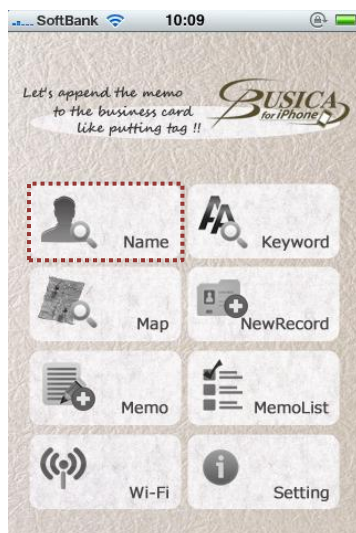 SoftBank 10:09
Let's append the memo
to the business card
like putting tag !!
BUSICA
for iPhone
Name
Keyword
Map
NewRecord
Memo
MemoList
Wi-Fi
Setting